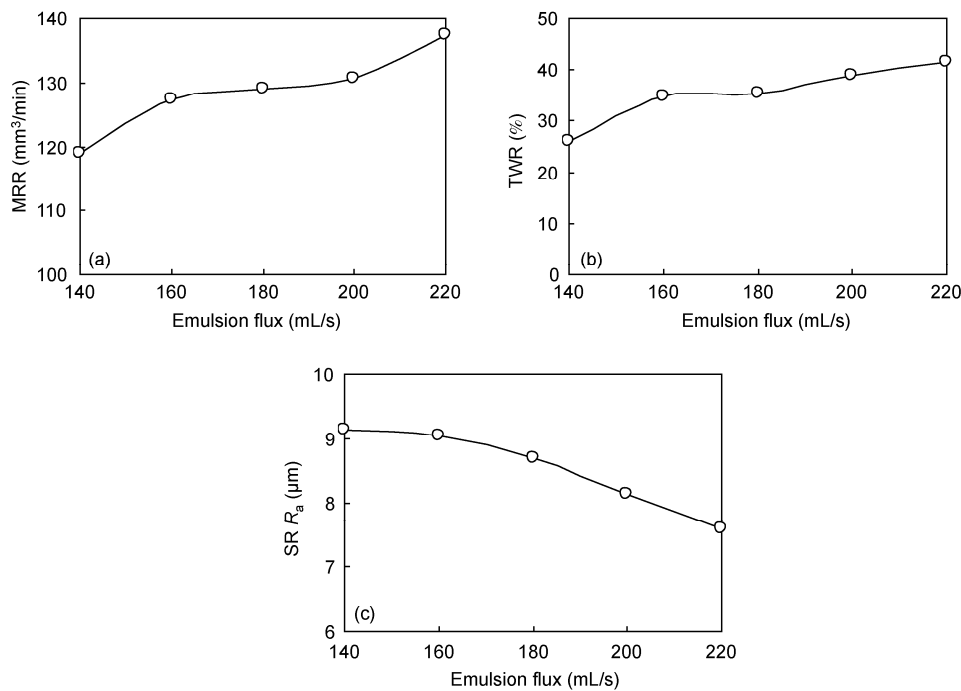 140
130
120
110
100
MRR (mm³/min)
(a)
140 160 180 200 220
Emulsion flux (mL/s)
50
40
30
20
10
0
TWR (%)
(b)
140 160 180 200 220
Emulsion flux (mL/s)
10
9
8
7
6
SR Ra (μm)
(c)
140 160 180 200 220
Emulsion flux (mL/s)